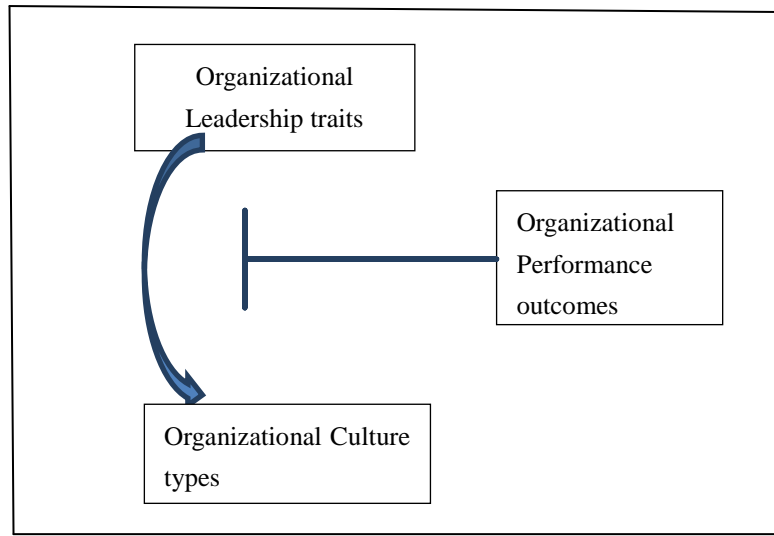 Organizational
Leadership traits
Organizational
Performance
outcomes
Organizational Culture
types